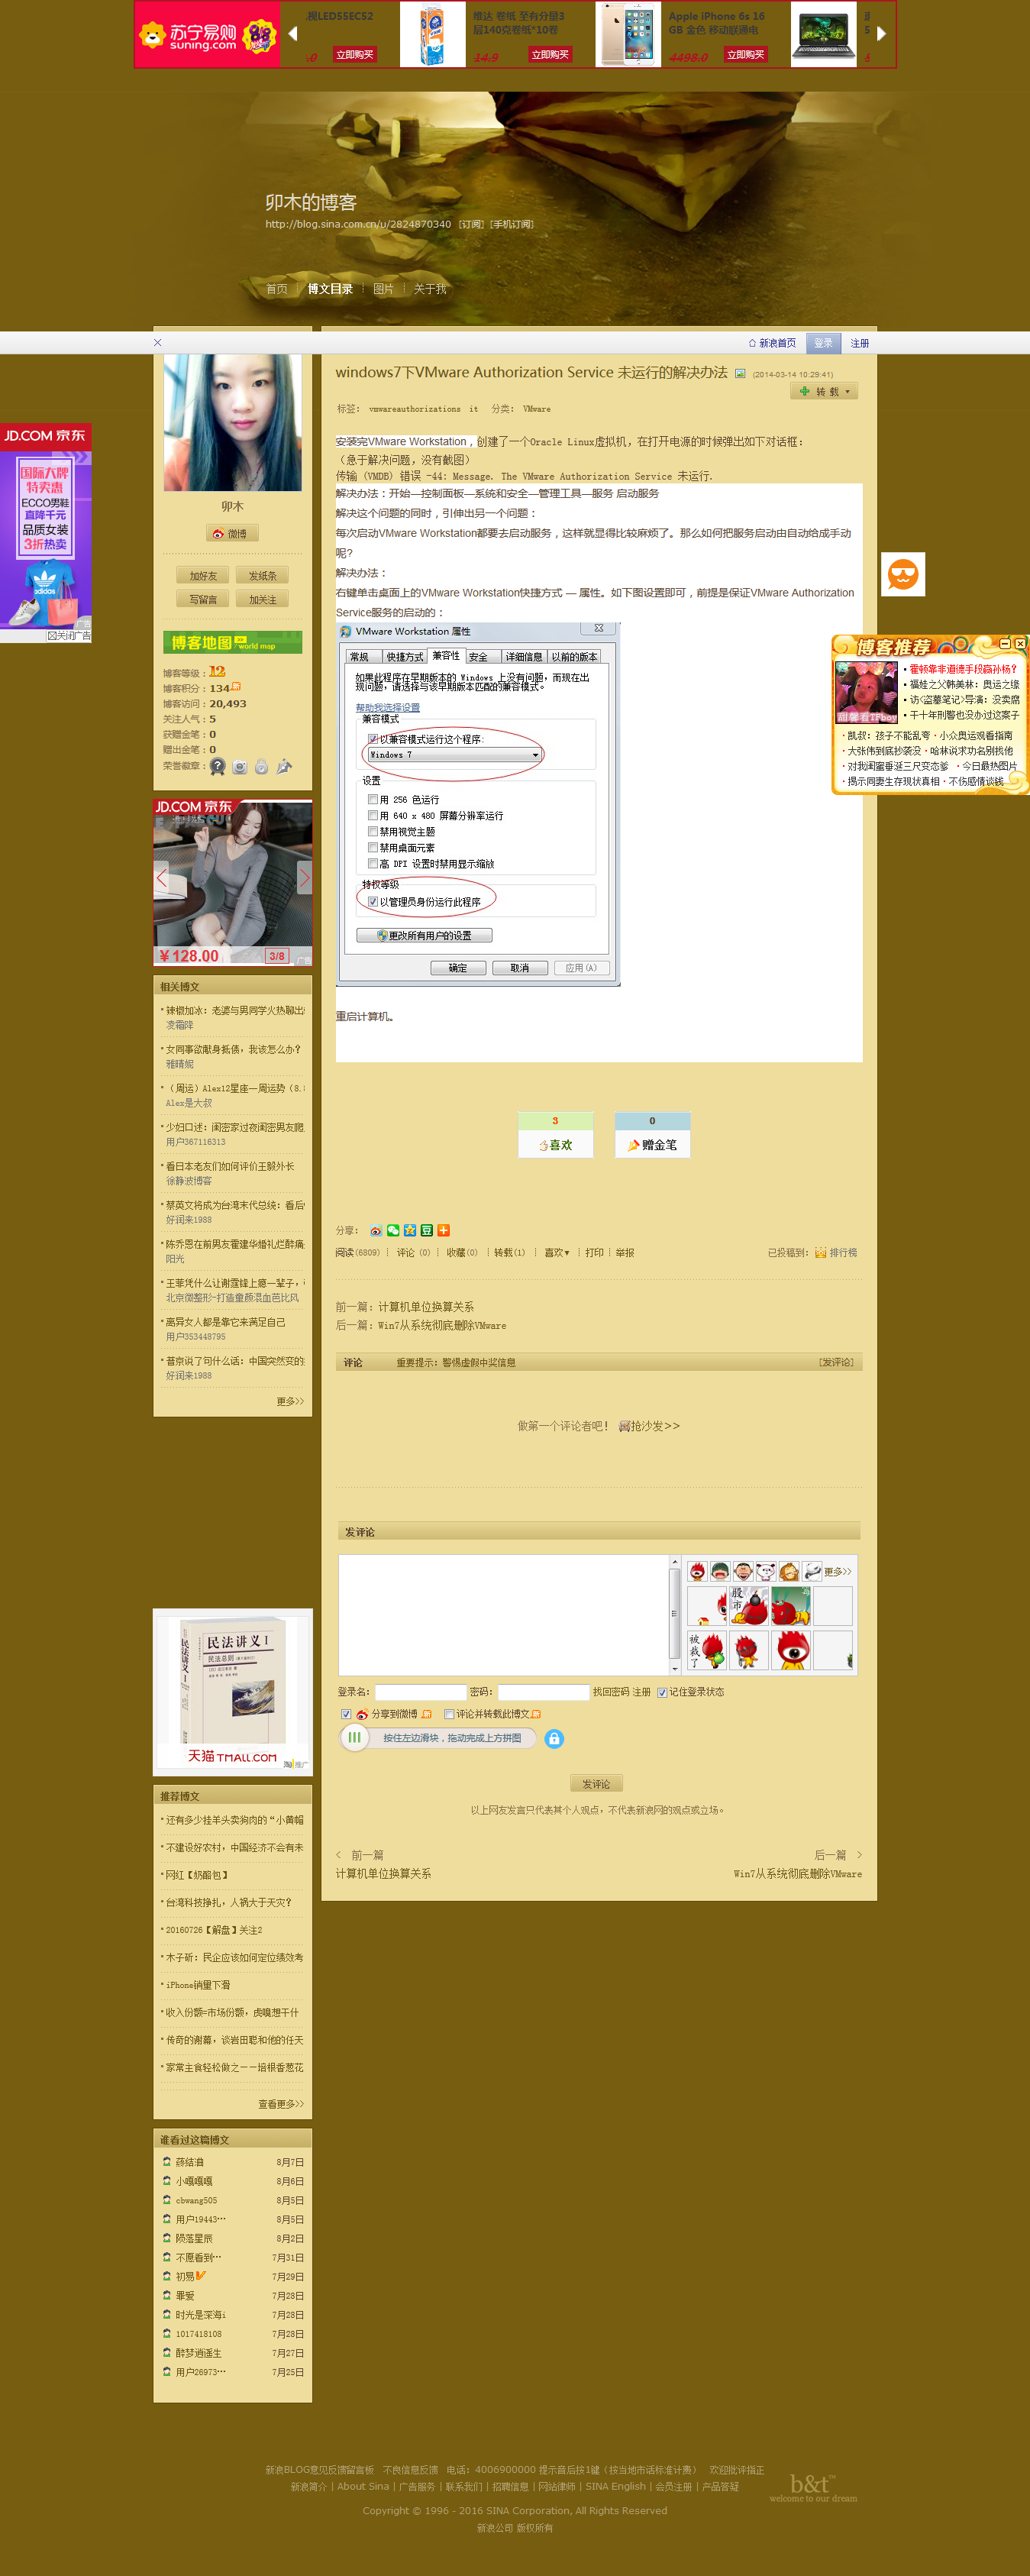 苏宁易购
suning.com
立即购买
维达 卷纸 至有分量3
层140克卷纸*10卷
14.9
立即购买
Apple iPhone 6s 16
GB 金色 移动联通电
4498.0
立即购买
卯木的博客
http://blog.sina.com.cn/u/2824870340 [订阅] [手机订阅]
首页
博文目录
图片
关于我
新浪首页
登录
注册
卯木
微博
加好友
发纸条
写留言
加关注
博客地图
world map
博客等级：12
博客积分：134
博客访问：20,493
关注人气：5
获赠金笔：0
赠出金笔：0
荣誉徽章：
windows7下VMware Authorization Service 未运行的解决办法
(2014-03-14 10:29:41)
转载
标签： vmwareauthorizations it 分类： VMware
安装完VMware Workstation，创建了一个Oracle Linux虚拟机，在打开电源的时候弹出如下对话框：
（急于解决问题，没有截图）
传输 (VMDB) 错误 -44: Message. The VMware Authorization Service 未运行.
解决办法：开始—控制面板—系统和安全—管理工具—服务 启动服务
解决这个问题的同时，引伸出另一个问题：
每次启动VMware Workstation都要去启动服务，这样就显得比较麻烦了。那么如何把服务启动由自动给成手动
呢?
解决办法：
右键单击桌面上的VMware Workstation快捷方式 — 属性。如下图设置即可，前提是保证VMware Authorization
Service服务的启动的：
VMware Workstation 属性
常规 快捷方式 兼容性 安全 详细信息 以前的版本
如果此程序在早期版本的 Windows 上没有问题，而现在出
现问题，请选择与该早期版本匹配的兼容模式。
帮助我选择设置
兼容模式
以兼容模式运行这个程序:
Windows 7
设置
用 256 色运行
用 640 x 480 屏幕分辨率运行
禁用视觉主题
禁用桌面元素
高 DPI 设置时禁用显示缩放
特权等级
以管理员身份运行此程序
更改所有用户的设置
确定 取消 应用(A)
重启计算机。
3
喜欢
0
赠金笔
分享：
阅读(6809) 评论 (0) 收藏(0) 转载(1) 喜欢▼ 打印 举报
已投稿到： 排行榜
前一篇：计算机单位换算关系
后一篇：Win7从系统彻底删除VMware
评论 重要提示：警惕虚假中奖信息 [发评论]
做第一个评论者吧！ 抢沙发>>
发评论
更多>>
股市
被裁了
登录名： 密码： 找回密码 注册 记住登录状态
分享到微博 评论并转载此博文
按住左边滑块，拖动完成上方拼图
发评论
以上网友发言只代表其个人观点，不代表新浪网的观点或立场。
< 前一篇
计算机单位换算关系
后一篇 >
Win7从系统彻底删除VMware
JD.COM 京东
国际大牌
特卖惠
ECCO男鞋
直降千元
品质女装
3折热卖
adidas
广告
关闭广告
博客推荐
霍顿靠非道德手段赢孙杨?
福娃之父韩美林：奥运之缘
访<盗墓笔记>导演：没卖腐
干十年刑警也没办过这案子
甜馨看TFboy
凯叔：孩子不能乱夸
小众奥运观看指南
大张伟到底抄袭没
哈林说求功名别找他
对我闺蜜垂涎三尺变态爹
今日最热图片
揭示同妻生存现状真相
不伤感情谈钱
JD.COM 京东
¥128.00
3/8
广告
相关博文
辣椒加冰：老婆与男同学火热聊出
凌霜降
女同事欲献身抵债，我该怎么办？
雅晴妮
（周运）Alex12星座一周运势（8.
Alex是大叔
少妇口述：闺密家过夜闺密男友爬
用户367116313
看日本老友们如何评价王毅外长
徐静波博客
蔡英文将成为台湾末代总统：看后
好润来1988
陈乔恩在前男友霍建华婚礼烂醉痛
阳光
王菲凭什么让谢霆锋上瘾一辈子，
北京微整形-打造童颜混血芭比风
离异女人都是靠它来满足自己
用户353448795
普京说了句什么话：中国突然变的
好润来1988
更多>>
民法讲义 I
民法总则
天猫TMALL.COM
推广
推荐博文
还有多少挂羊头卖狗肉的“小黄帽
不建设好农村，中国经济不会有未
网红【奶酪包】
台湾科技挣扎，人祸大于天灾？
20160726【解盘】关注2
木子斫：民企应该如何定位绩效考
iPhone销量下滑
收入份额=市场份额，虎嗅想干什
传奇的谢幕，谈岩田聪和他的任天
家常主食轻松做之——培根香葱花
查看更多>>
谁看过这篇博文
8月7日
小嘎嘎嘎 8月6日
cbwang505 8月5日
用户19443… 8月5日
陨落星辰 8月2日
不愿看到… 7月31日
初易 7月29日
罪爱 7月28日
时光是深海i 7月28日
1017418108 7月28日
醉梦逍遥生 7月27日
用户26973… 7月25日
新浪BLOG意见反馈留言板 不良信息反馈 电话：4006900000 提示音后按1键（按当地市话标准计费） 欢迎批评指正
新浪简介 | About Sina | 广告服务 | 联系我们 | 招聘信息 | 网站律师 | SINA English | 会员注册 | 产品答疑
Copyright © 1996 - 2016 SINA Corporation, All Rights Reserved
新浪公司 版权所有
b&t™
welcome to our dream